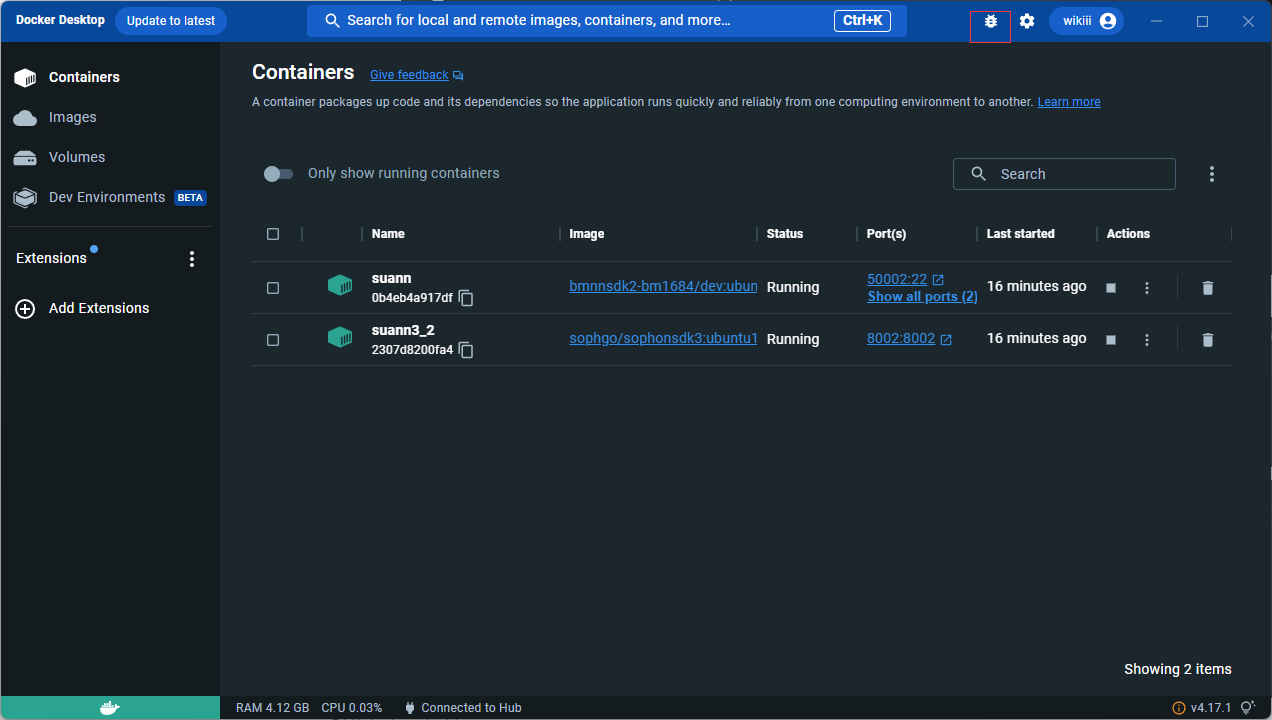 Docker Desktop Update to latest Search for local and remote images, containers, and more... Ctrl+K wikiii
Containers
Images
Volumes
Dev Environments BETA
Extensions
Add Extensions
Containers Give feedback
A container packages up code and its dependencies so the application runs quickly and reliably from one computing environment to another. Learn more
Only show running containers Search
Name Image Status Port(s) Last started Actions
suann
0b4eb4a917df
bmnnsdk2-bm1684/dev:ubun
Running
50002:22
Show all ports (2)
16 minutes ago
suann3_2
2307d8200fa4
sophgo/sophonsdk3:ubuntu1
Running
8002:8002
16 minutes ago
Showing 2 items
RAM 4.12 GB CPU 0.03% Connected to Hub v4.17.1